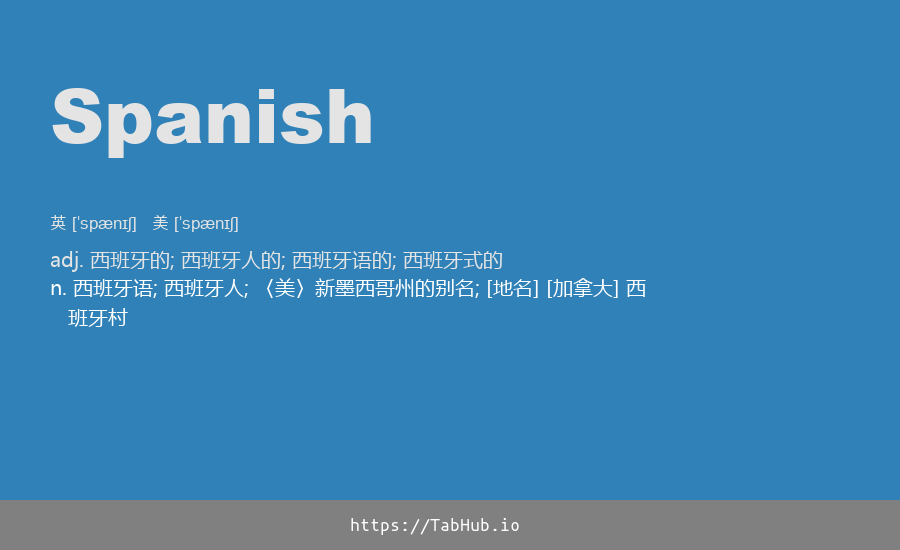 Spanish
英 [ˈspænɪʃ] 美 [ˈspænɪʃ]
adj. 西班牙的; 西班牙人的; 西班牙语的; 西班牙式的
n. 西班牙语; 西班牙人; 〈美〉新墨西哥州的别名; [地名] [加拿大] 西
班牙村
https://TabHub.io